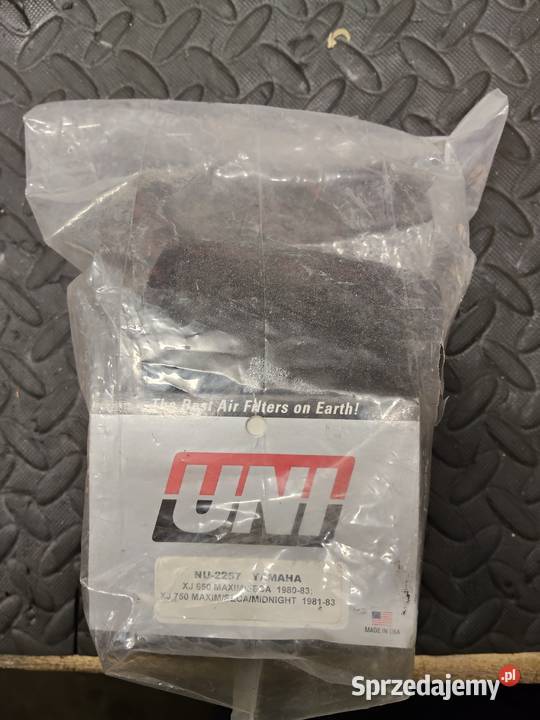 The Best Air Filters on Earth!
UNI
NU-2257 YAMAHA
XJ 650 MAXIM/SECA 1980-83;
XJ 750 MAXIM/SECA/MIDNIGHT 1981-83
MADE IN USA
Sprzedajemy.pl